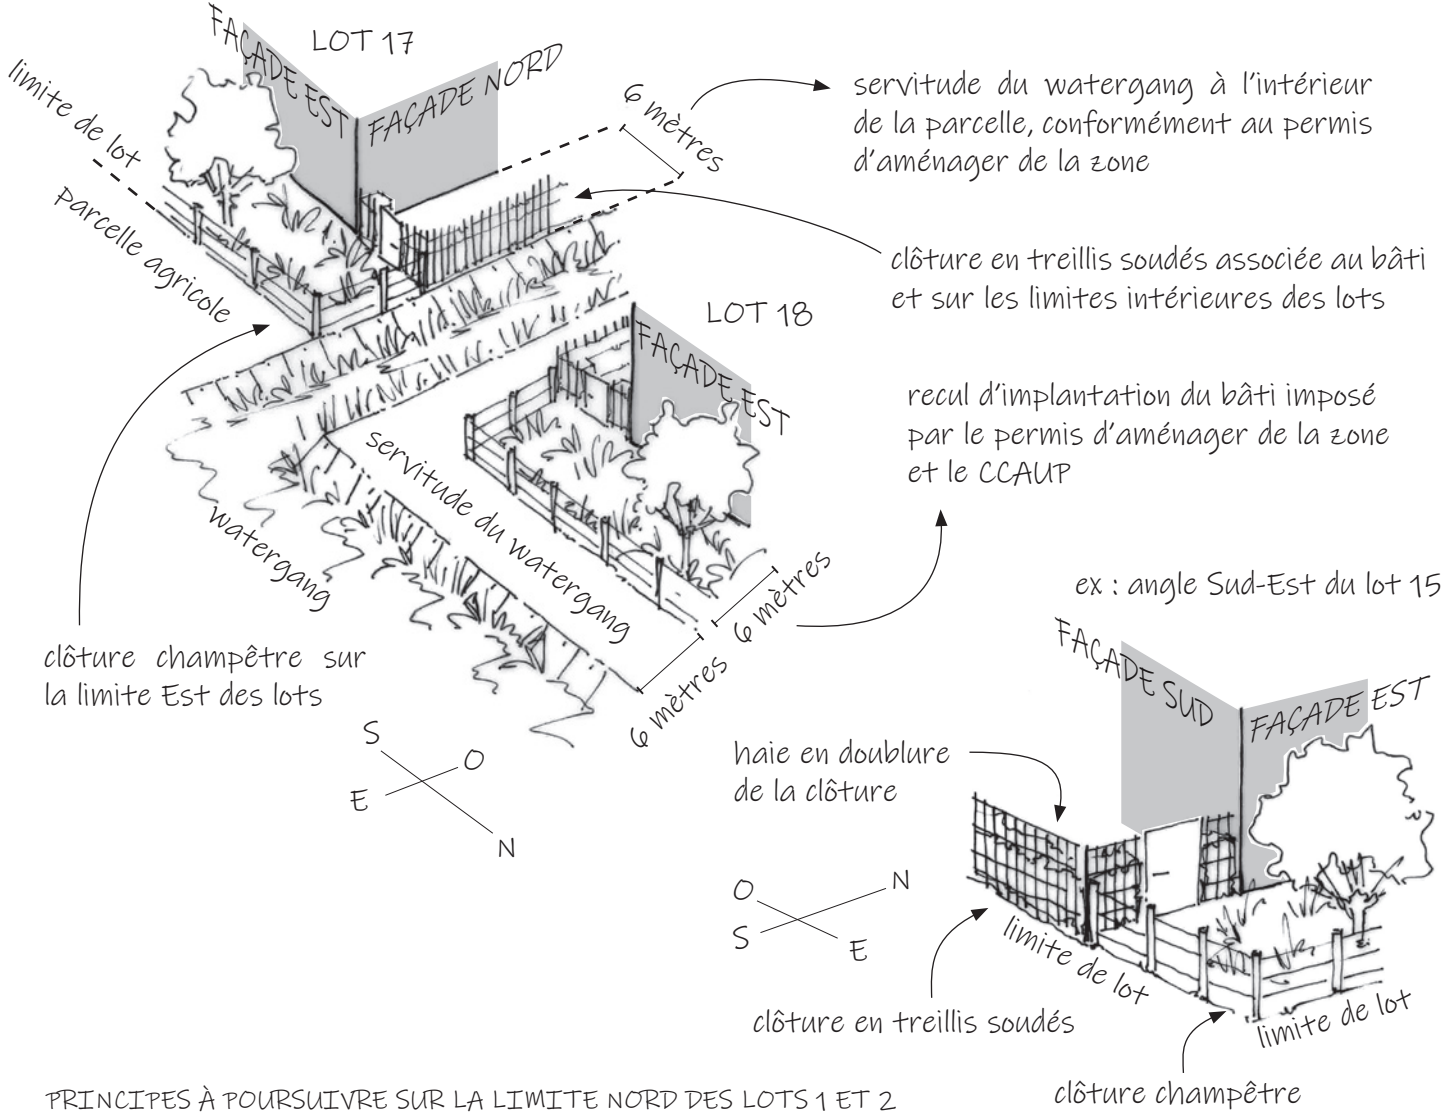 LOT 17
FAÇADE EST
FAÇADE NORD
limite de lot
parcelle agricole
6 mètres
servitude du watergang à l'intérieur
de la parcelle, conformément au permis
d'aménager de la zone
clôture en treillis soudés associée au bâti
et sur les limites intérieures des lots
LOT 18
FAÇADE EST
recul d'implantation du bâti imposé
par le permis d'aménager de la zone
et le CCAUP
servitude du watergang
watergang
6 mètres
6 mètres
clôture champêtre sur
la limite Est des lots
S
O
E
N
ex : angle Sud-Est du lot 15
FAÇADE SUD
FAÇADE EST
haie en doublure
de la clôture
O
N
S
E
limite de lot
limite de lot
clôture en treillis soudés
clôture champêtre
PRINCIPES À POURSUIVRE SUR LA LIMITE NORD DES LOTS 1 ET 2